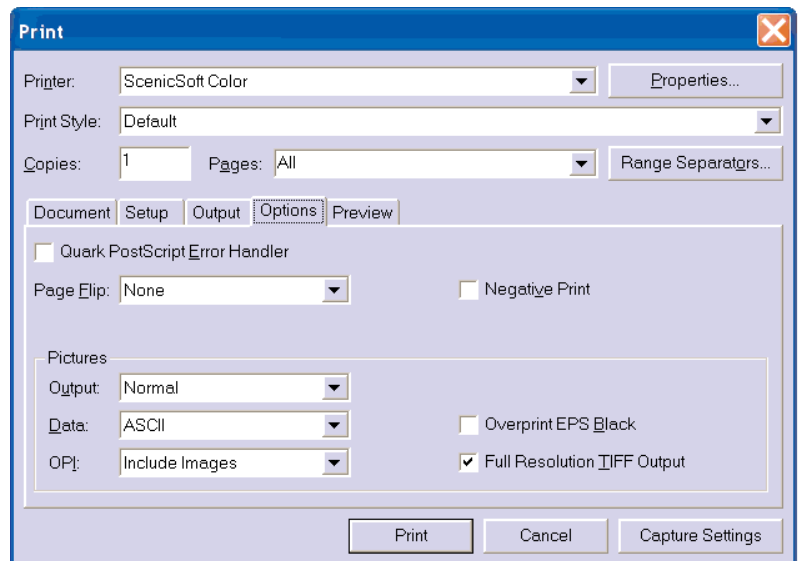 Print
Printer: ScenicSoft Color Properties...
Print Style: Default
Copies: 1 Pages: All Range Separators...
Document Setup Output Options Preview
Quark PostScript Error Handler
Page Flip: None Negative Print
Pictures
Output: Normal
Data: ASCII Overprint EPS Black
OPI: Include Images Full Resolution TIFF Output
Print Cancel Capture Settings